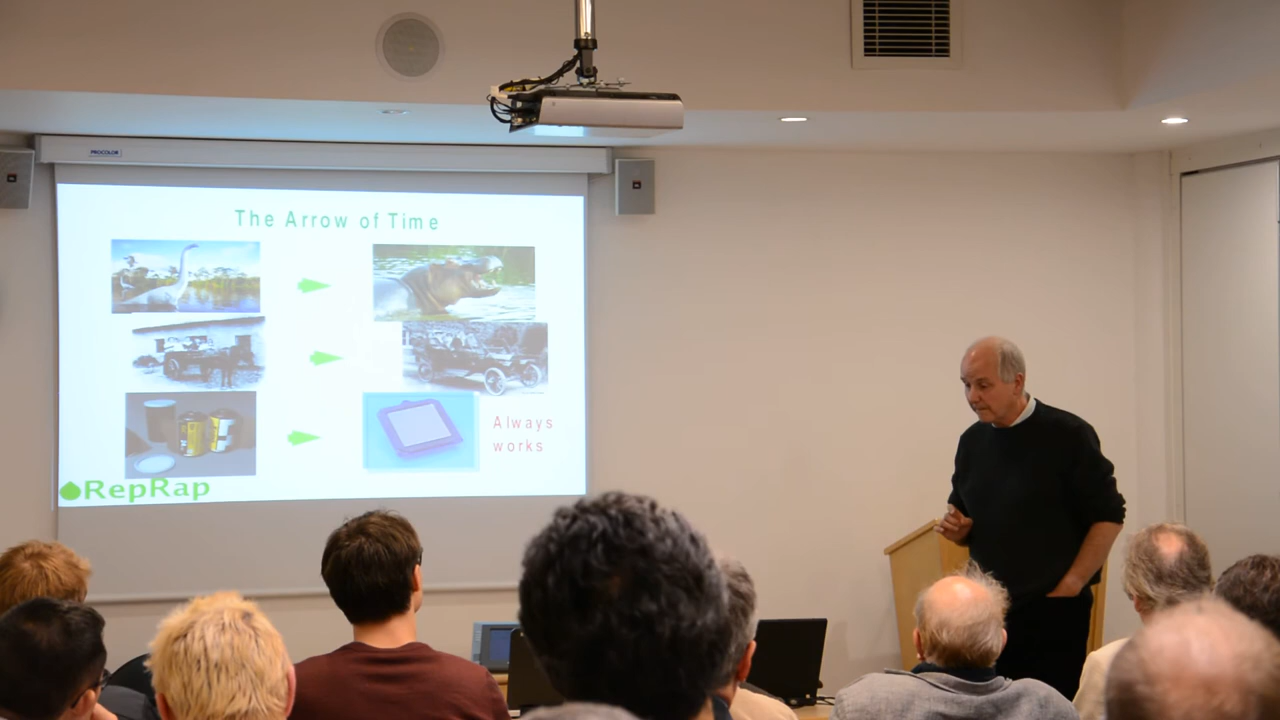 PROCOLOR
The Arrow of Time
Always
works
RepRap